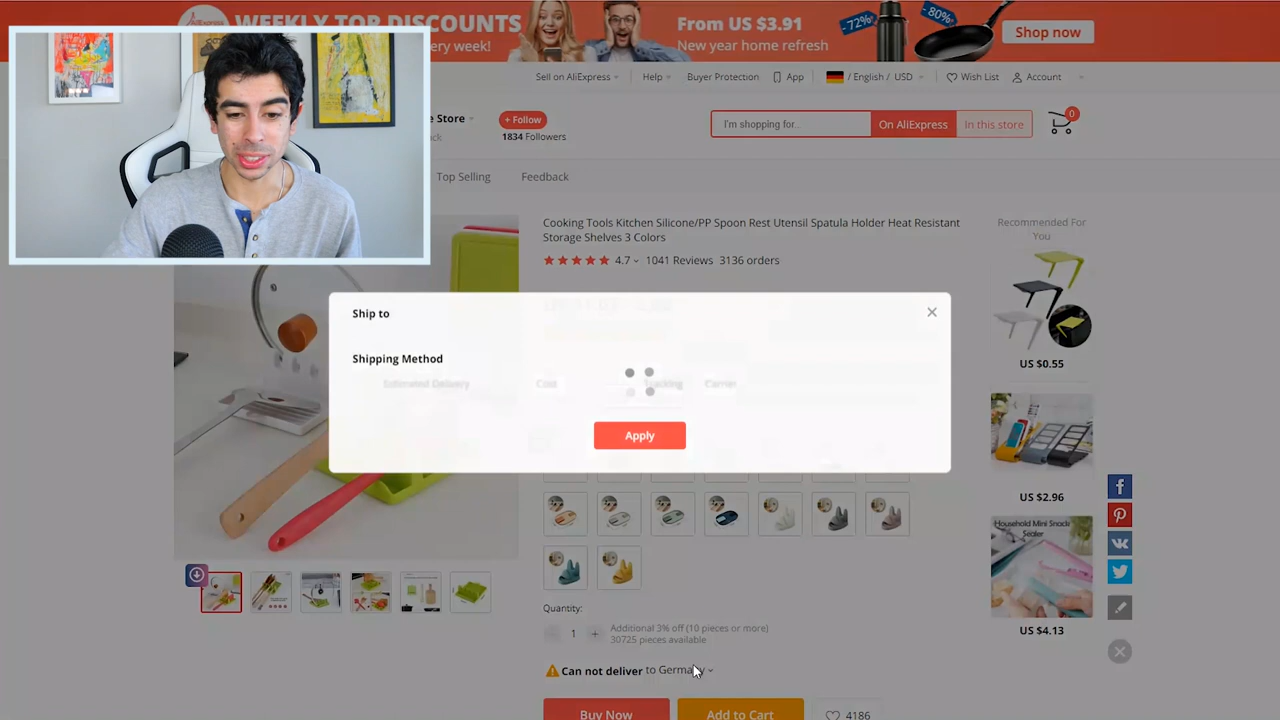 WEEKLY TOP DISCOUNTS
every week!
From US $3.91
New year home refresh
-72%
-80%
Shop now
Sell on AliExpress
Help
Buyer Protection
App
/ English / USD
Wish List
Account
e Store
+ Follow
1834 Followers
I'm shopping for...
On AliExpress
In this store
0
Top Selling
Feedback
Cooking Tools Kitchen Silicone/PP Spoon Rest Utensil Spatula Holder Heat Resistant
Storage Shelves 3 Colors
4.7
1041 Reviews
3136 orders
Recommended For
You
US $0.55
US $2.96
Household Mini Snack
Sealer
US $4.13
Ship to
Shipping Method
Estimated Delivery
Cost
Tracking
Carrier
Apply
Quantity:
1
+
Additional 3% off (10 pieces or more)
30725 pieces available
Can not deliver to Germany
Buy Now
Add to Cart
4186